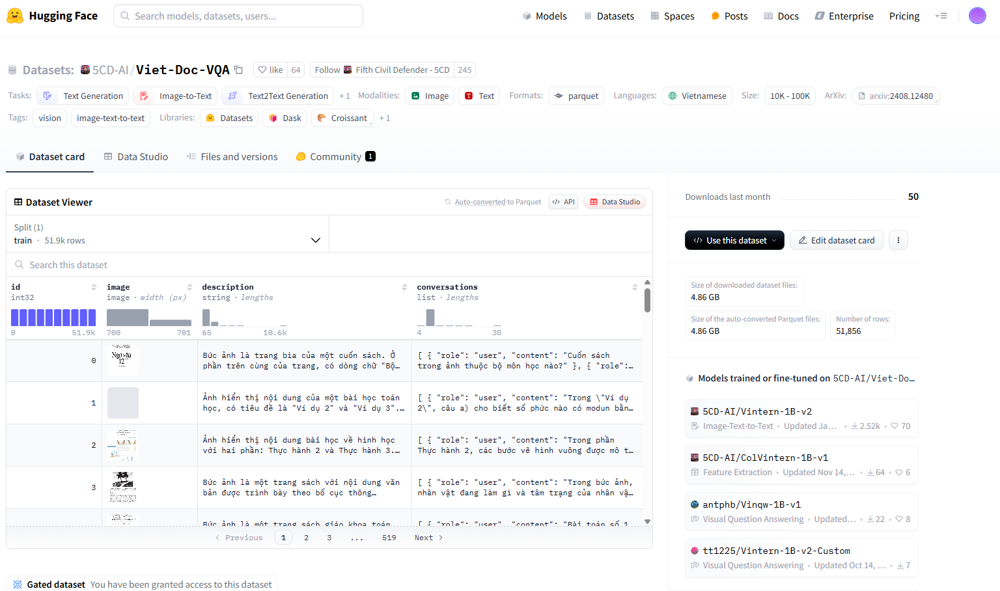 Hugging Face
Search models, datasets, users...
Models
Datasets
Spaces
Posts
Docs
Enterprise
Pricing
Datasets: 5CD-AI/Viet-Doc-VQA
like 64
Follow Fifth Civil Defender - 5CD 245
Tasks: Text Generation Image-to-Text Text2Text Generation + 1 Modalities: Image Text Formats: parquet Languages: Vietnamese Size: 10K - 100K ArXiv: arxiv:2408.12480
Tags: vision image-text-to-text Libraries: Datasets Dask Croissant + 1
Dataset card
Data Studio
Files and versions
Community 1
Dataset Viewer
Auto-converted to Parquet
API
Data Studio
Split (1)
train · 51.9k rows
Search this dataset
id
int32
0 51.9k
image
image · width (px)
700 701
description
string · lengths
65 10.6k
conversations
list · lengths
4 38
0
Nguyên
12
Bức ảnh là trang bìa của một cuốn sách. Ở
phần trên cùng của trang, có dòng chữ "Bộ…
[ { "role": "user", "content": "Cuốn sách
trong ảnh thuộc bộ môn học nào?" }, { "role":…
1
Ảnh hiển thị nội dung của một bài học toán
học, có tiêu đề là "Ví dụ 2" và "Ví dụ 3".…
[ { "role": "user", "content": "Trong \"Ví dụ
2\", câu a) cho biết số phức nào có modun bằn…
2
Ảnh hiển thị nội dung bài học về hình học
với hai phần: Thực hành 2 và Thực hành 3.…
[ { "role": "user", "content": "Trong phần
Thực hành 2, các bước vẽ hình vuông được mô t…
3
Bức ảnh là một trang sách với nội dung văn
bản được trình bày theo bố cục thông…
[ { "role": "user", "content": "Trong bức ảnh,
nhân vật đang làm gì và tâm trạng của nhân vậ…
Bức ảnh là một trang sách giáo khoa toán
[ { "role": "user", "content": "Bài toán số 1
Previous 1 2 3 ... 519 Next
Gated dataset You have been granted access to this dataset
Downloads last month 50
Use this dataset
Edit dataset card
Size of downloaded dataset files:
4.86 GB
Size of the auto-converted Parquet files:
4.86 GB
Number of rows:
51,856
Models trained or fine-tuned on 5CD-AI/Viet-Do…
5CD-AI/Vintern-1B-v2
Image-Text-to-Text • Updated Ja… • 2.52k • 70
5CD-AI/ColVintern-1B-v1
Feature Extraction • Updated Nov 14,… • 64 • 6
antphb/Vinqw-1B-v1
Visual Question Answering • Updated… • 22 • 8
tt1225/Vintern-1B-v2-Custom
Visual Question Answering • Updated Oct 14, … • 7